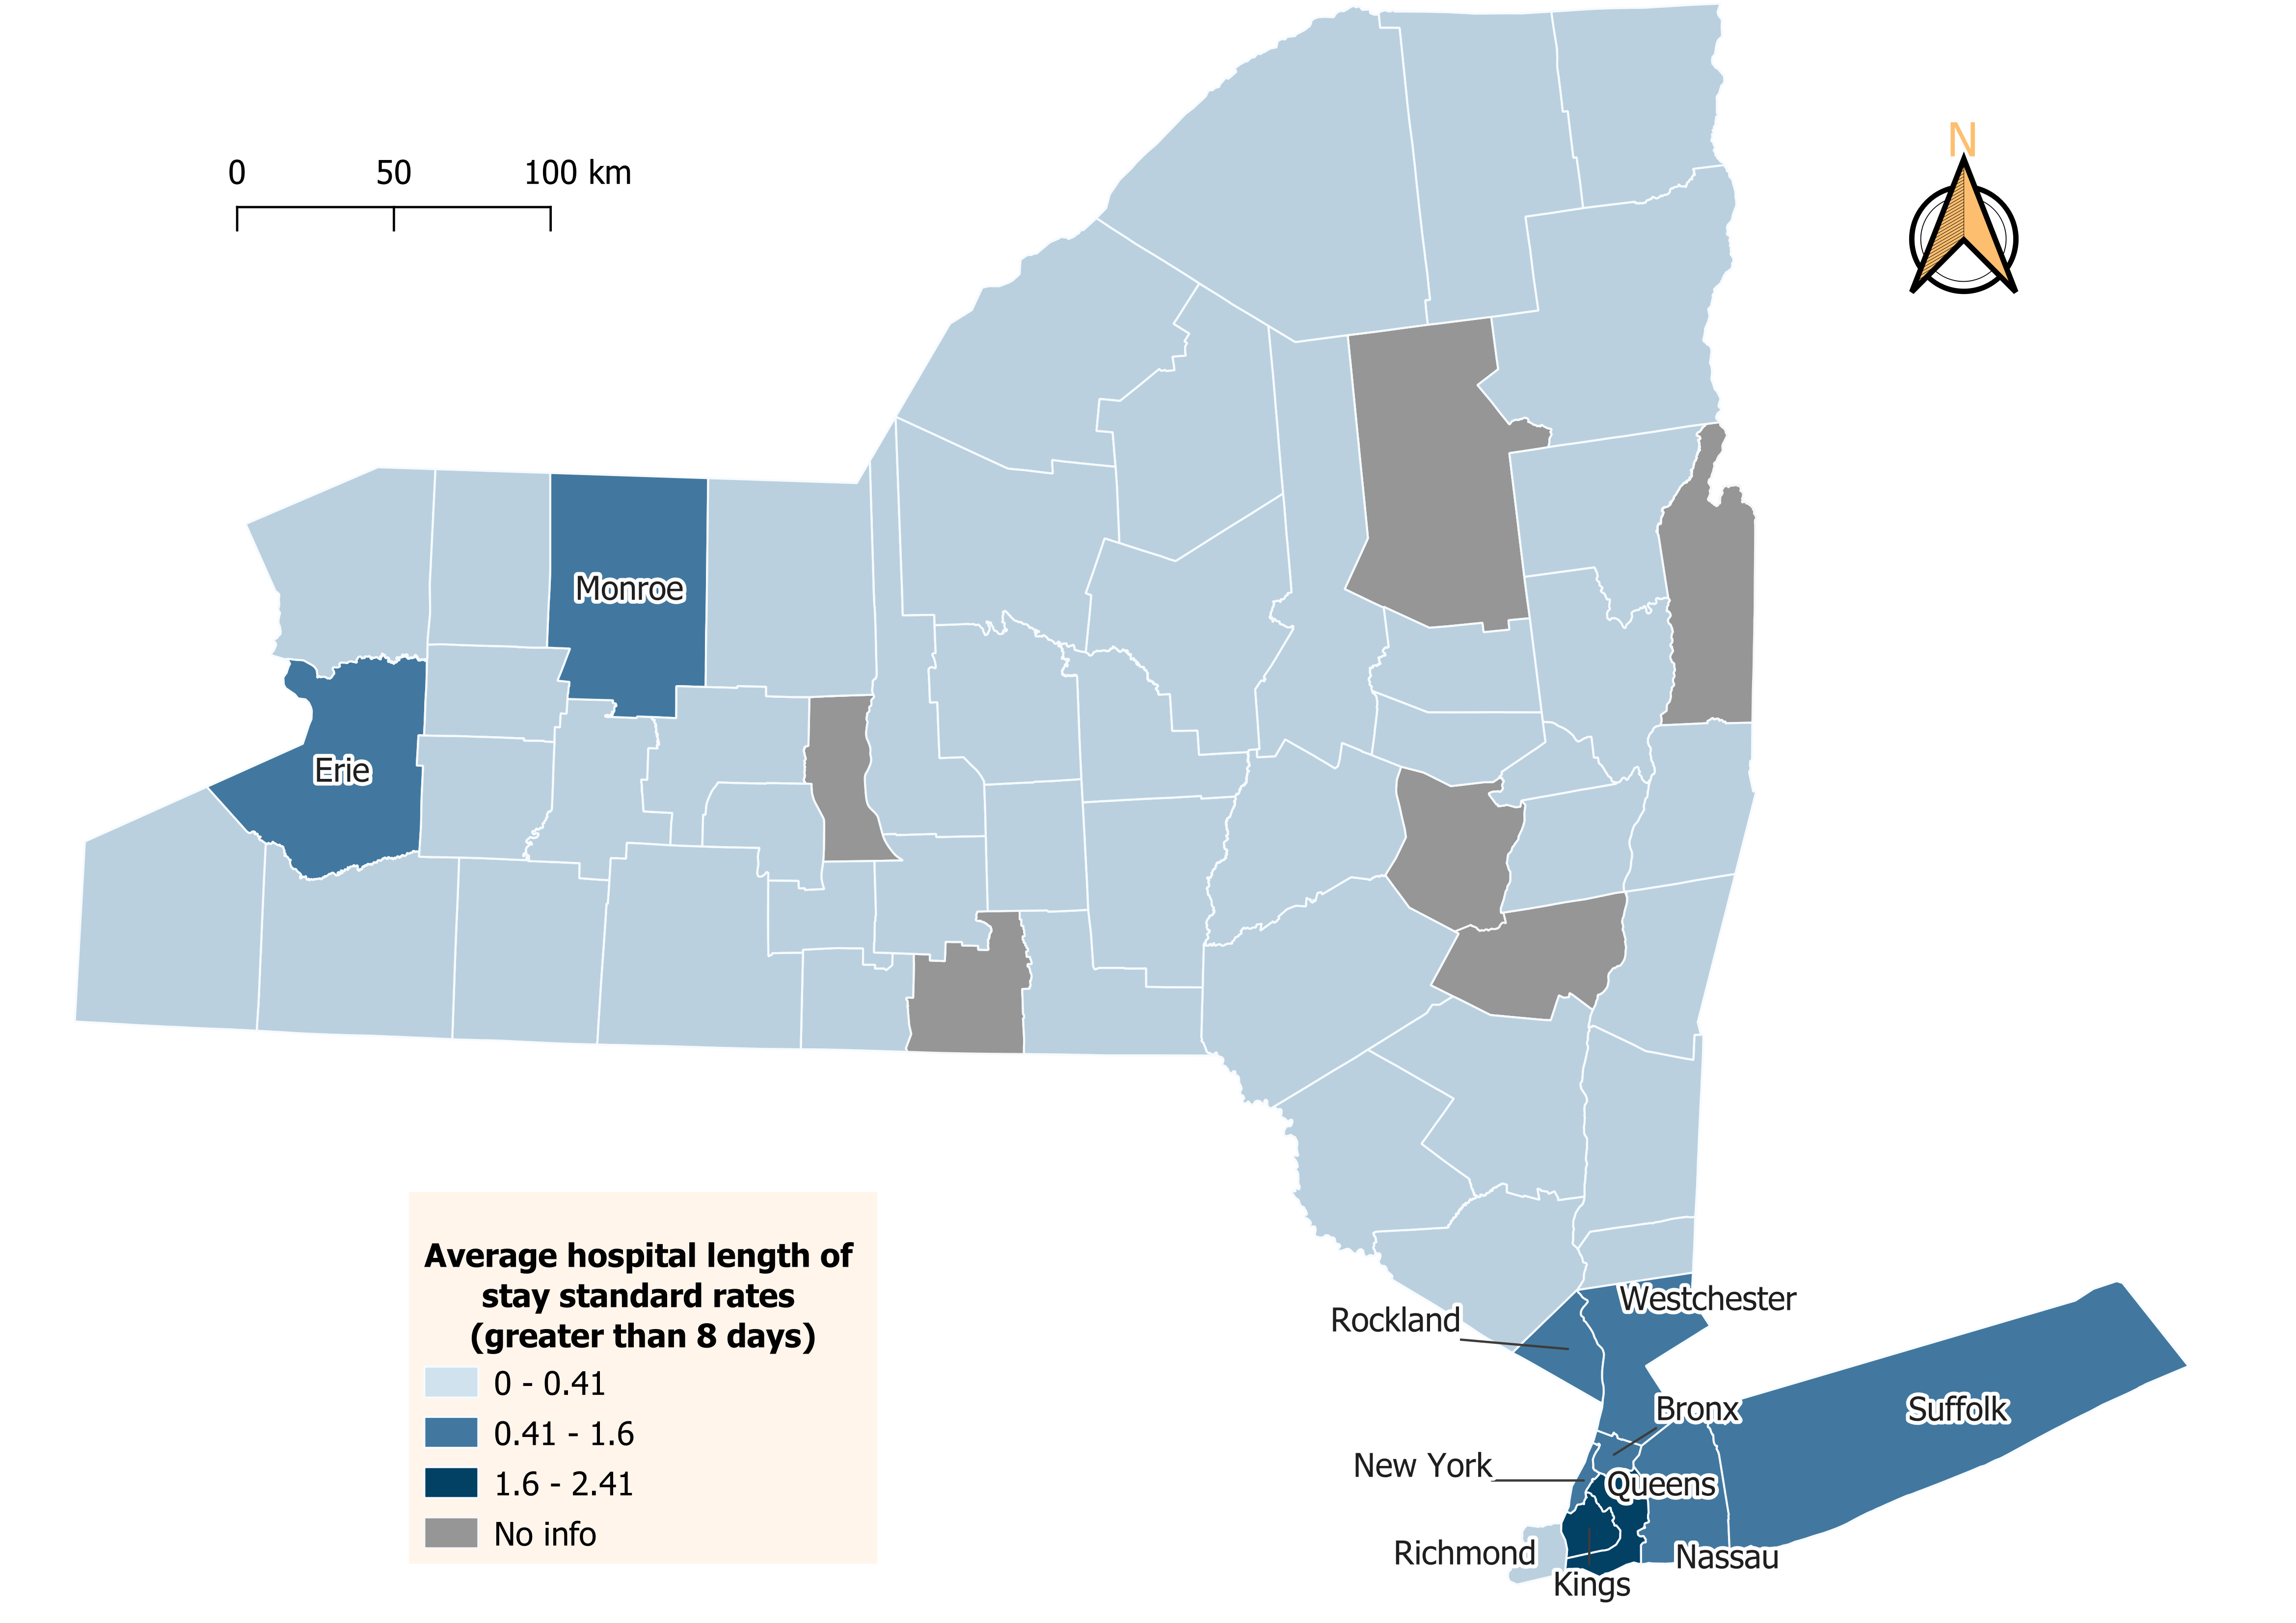 N
0 50 100 km
Monroe
Erie
Average hospital length of
stay standard rates
(greater than 8 days)
0 - 0.41
0.41 - 1.6
1.6 - 2.41
No info
Westchester
Rockland
Bronx
Suffolk
New York
Queens
Richmond
Nassau
Kings